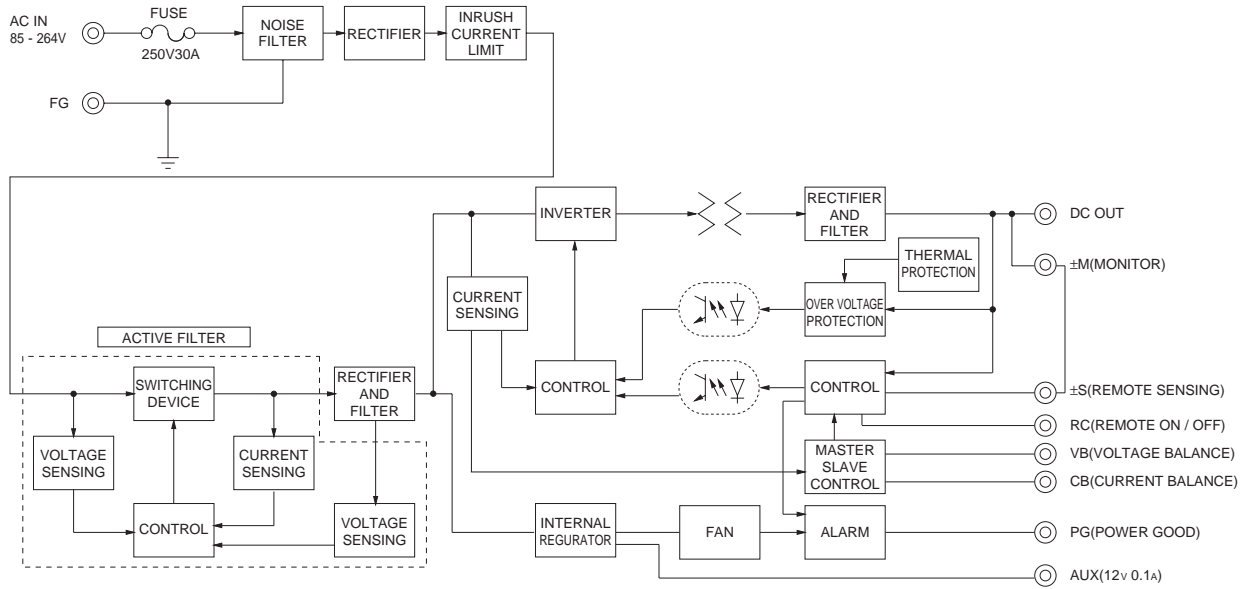 AC IN
85 - 264V
FUSE
250V30A
NOISE
FILTER
RECTIFIER
INRUSH
CURRENT
LIMIT
FG
INVERTER
RECTIFIER
AND
FILTER
DC OUT
THERMAL
PROTECTION
±M(MONITOR)
CURRENT
SENSING
OVER VOLTAGE
PROTECTION
ACTIVE FILTER
SWITCHING
DEVICE
RECTIFIER
AND
FILTER
CONTROL
CONTROL
±S(REMOTE SENSING)
RC(REMOTE ON / OFF)
VOLTAGE
SENSING
CURRENT
SENSING
MASTER
SLAVE
CONTROL
VB(VOLTAGE BALANCE)
CB(CURRENT BALANCE)
CONTROL
VOLTAGE
SENSING
INTERNAL
REGURATOR
FAN
ALARM
PG(POWER GOOD)
AUX(12V 0.1A)